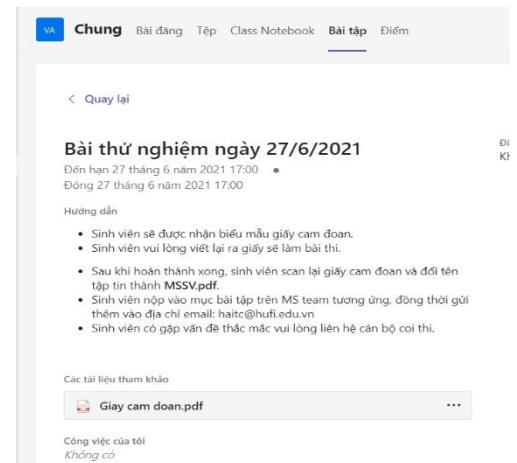 VA Chung Bài đăng Tệp Class Notebook Bài tập Điểm
< Quay lại
Bài thử nghiệm ngày 27/6/2021
Đến hạn 27 tháng 6 năm 2021 17:00 •
Đóng 27 tháng 6 năm 2021 17:00
Hướng dẫn
• Sinh viên sẽ được nhận biểu mẫu giấy cam đoan.
• Sinh viên vui lòng viết lại ra giấy sẽ làm bài thi.
• Sau khi hoàn thành xong, sinh viên scan lại giấy cam đoan và đổi tên
tập tin thành MSSV.pdf.
• Sinh viên nộp vào mục bài tập trên MS team tương ứng, đồng thời gửi
thêm vào địa chỉ email: haitc@hufi.edu.vn
• Sinh viên có gặp vấn đề thắc mắc vui lòng liên hệ cán bộ coi thi.
Các tài liệu tham khảo
Giay cam doan.pdf ...
Công việc của tôi
Không có